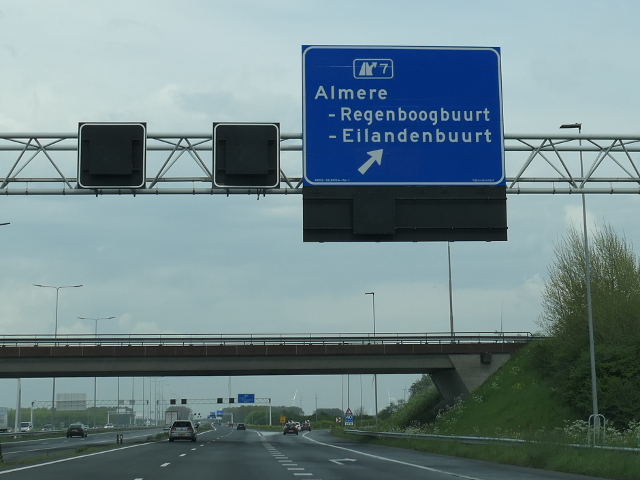 7
Almere
- Regenboogbuurt
- Eilandenbuurt